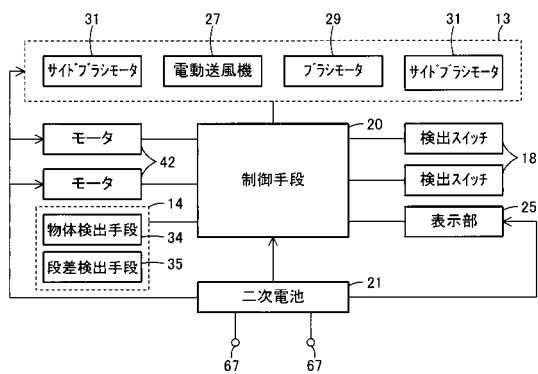 31 27 29 31 13
サイドブラシモータ 電動送風機 ブラシモータ サイドブラシモータ
20
モータ 検出スイッチ
42 制御手段 18
モータ 検出スイッチ
14 25
物体検出手段 34 表示部
段差検出手段 35
21
二次電池
67 67